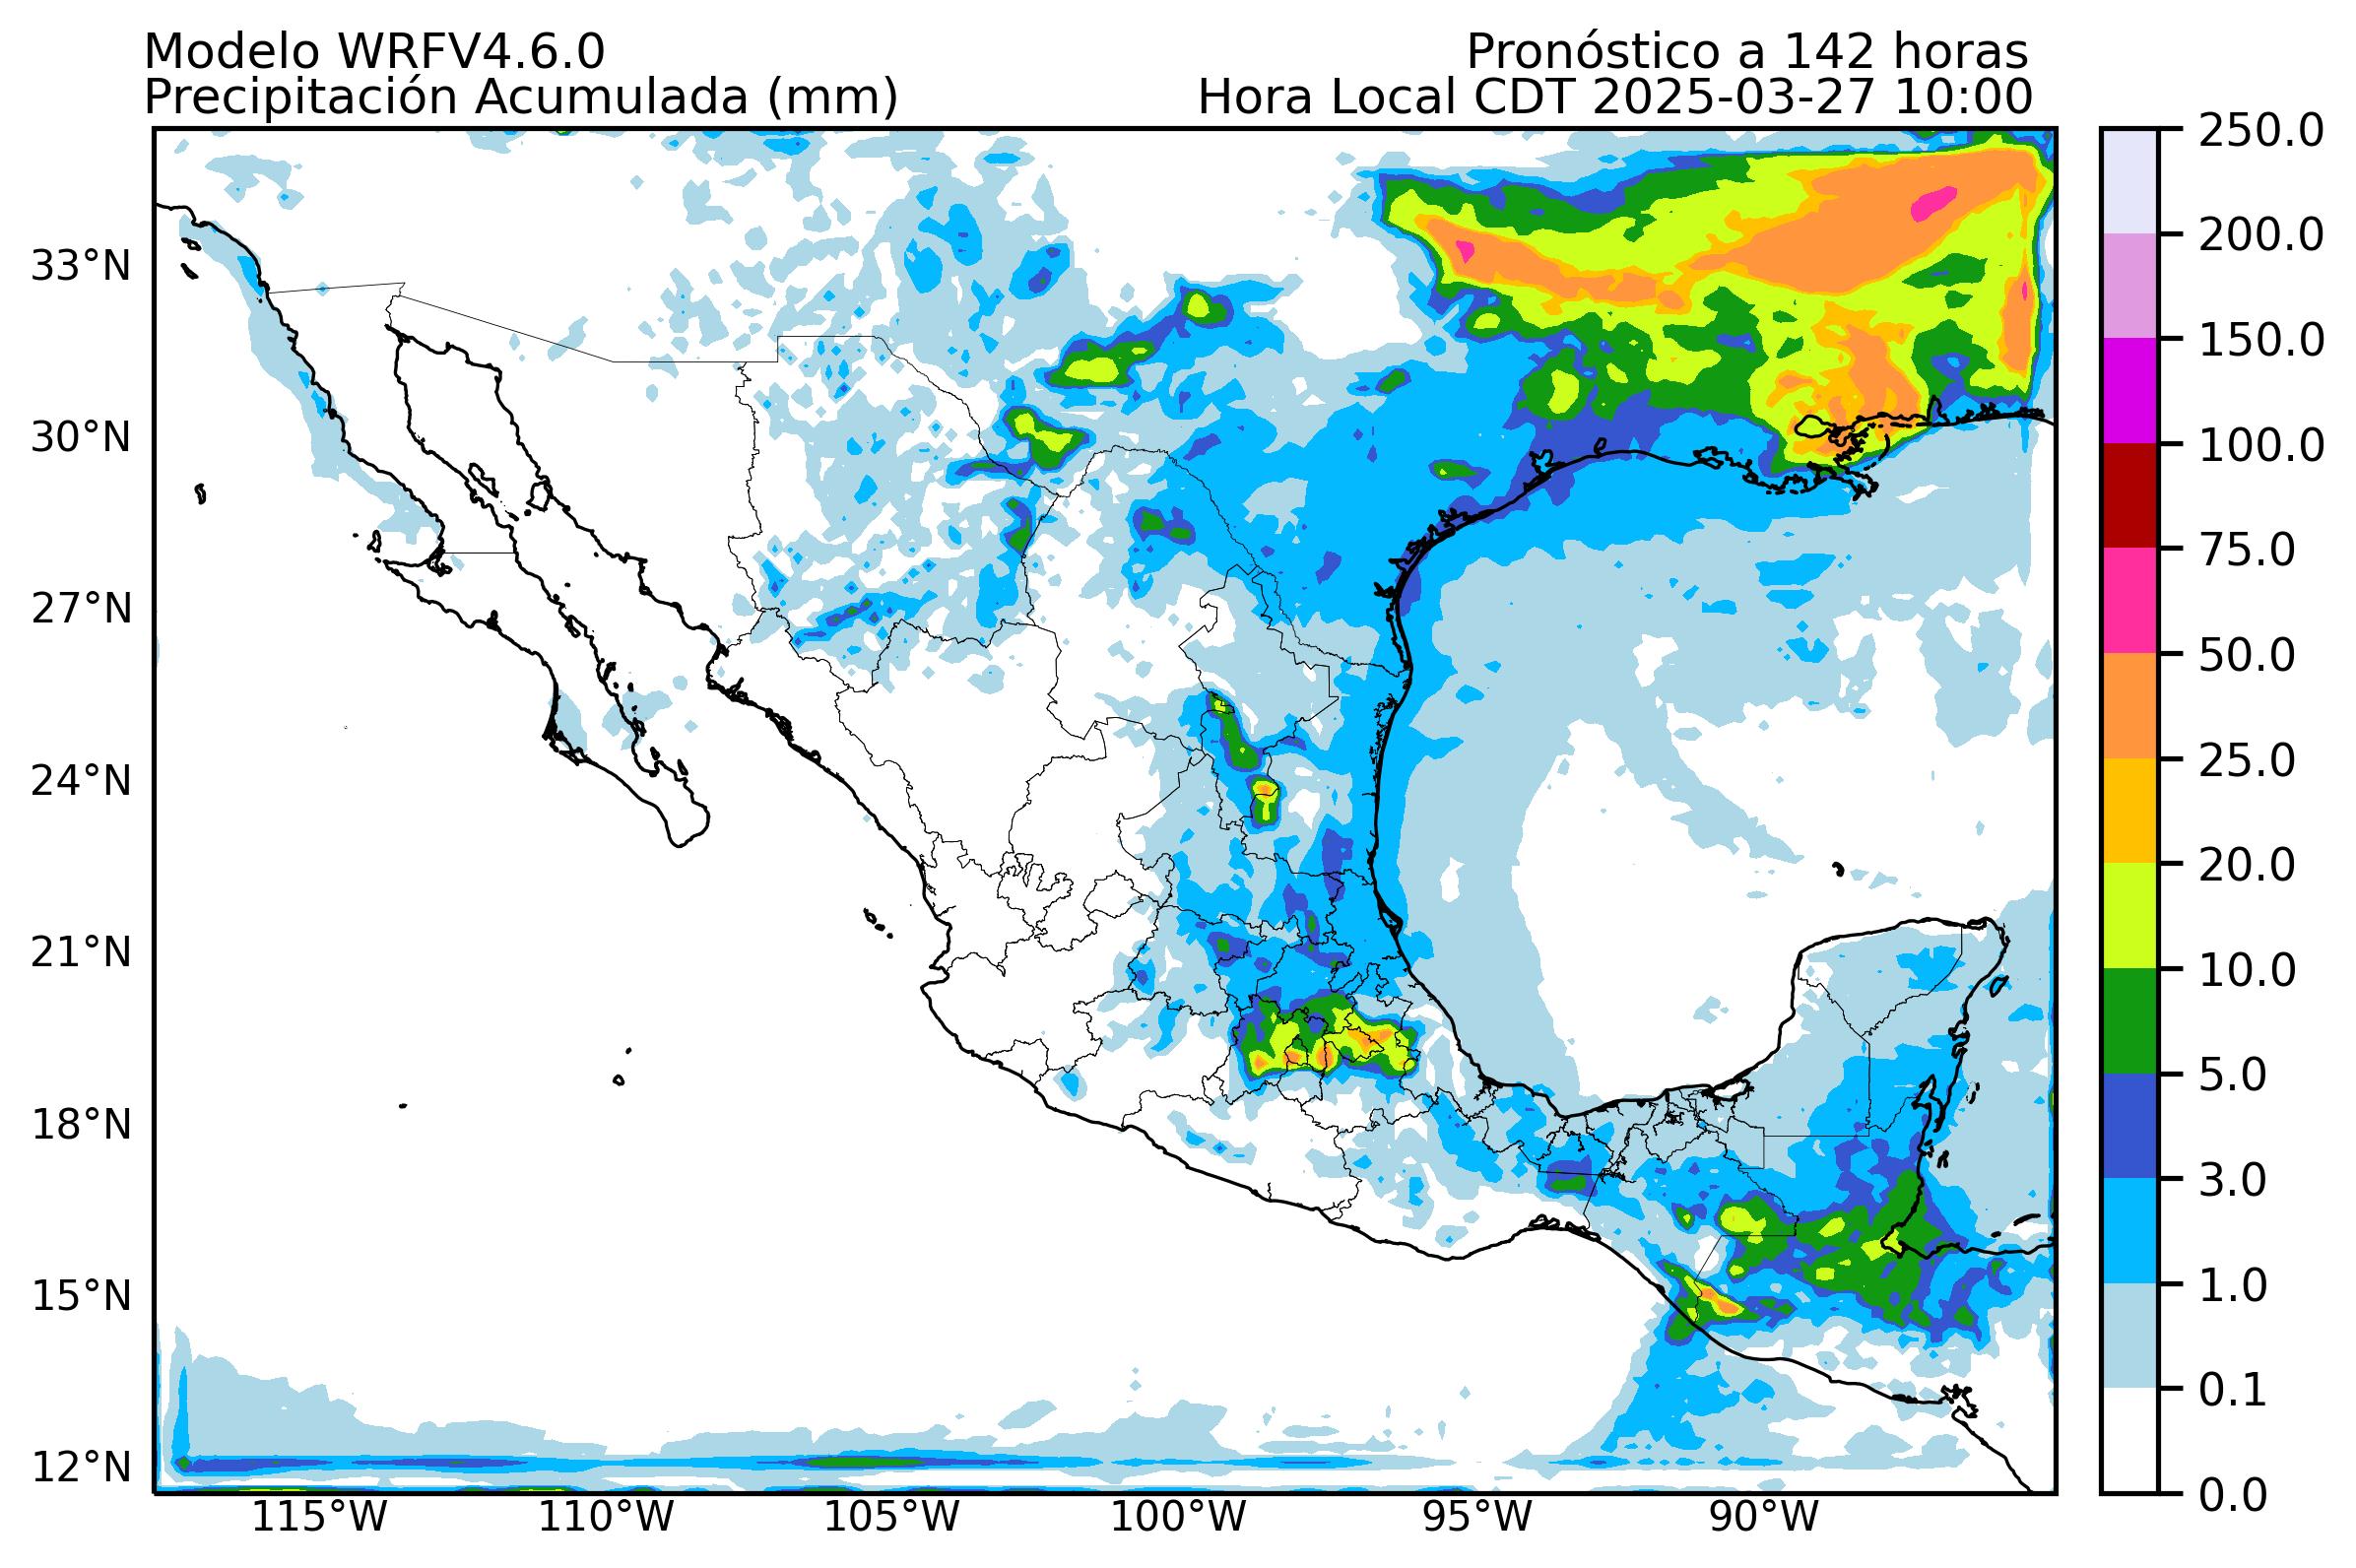 Modelo WRFV4.6.0
Pronóstico a 142 horas
Precipitación Acumulada (mm)
Hora Local CDT 2025-03-27 10:00
33°N
30°N
27°N
24°N
21°N
18°N
15°N
12°N
115°W
110°W
105°W
100°W
95°W
90°W
250.0
200.0
150.0
100.0
75.0
50.0
25.0
20.0
10.0
5.0
3.0
1.0
0.1
0.0